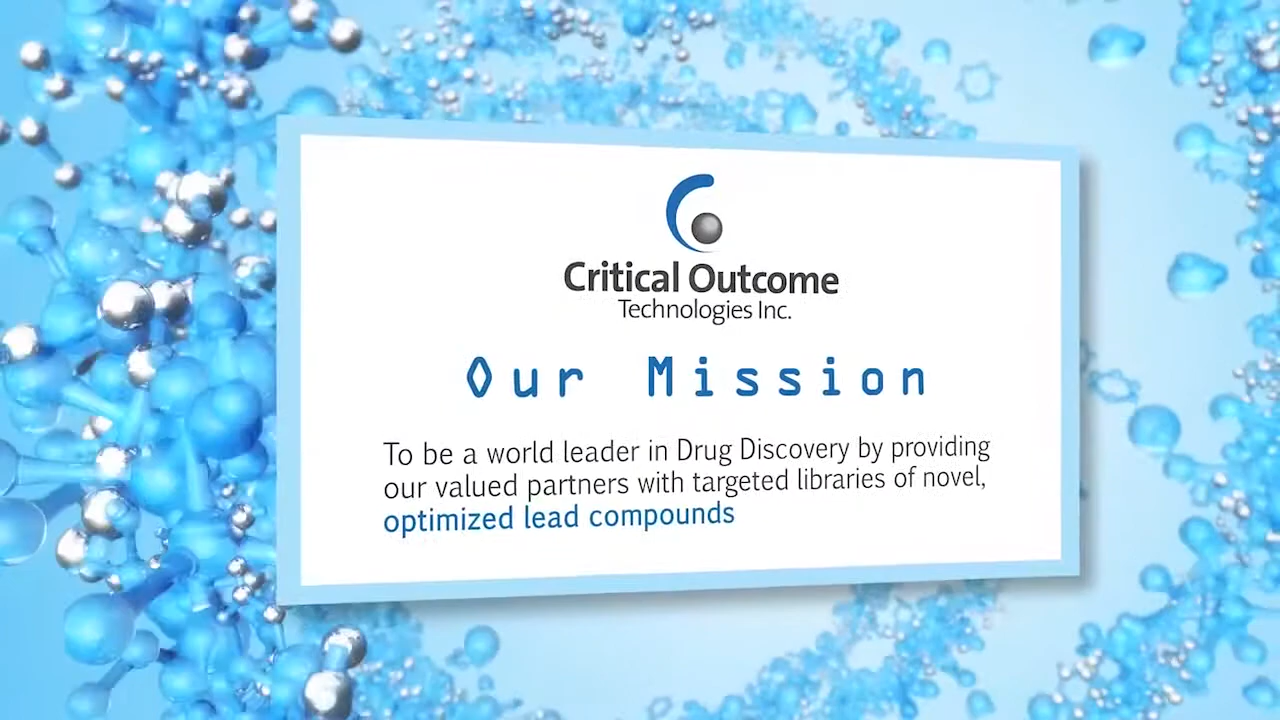 Critical Outcome
Technologies Inc.
Our Mission
To be a world leader in Drug Discovery by providing
our valued partners with targeted libraries of novel,
optimized lead compounds